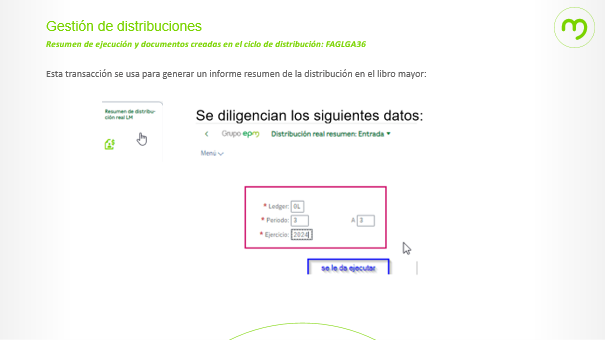 Gestión de distribuciones
Resumen de ejecución y documentos creadas en el ciclo de distribución: FAGLGA36
Esta transacción se usa para generar un informe resumen de la distribución en el libro mayor:
Resumen de distribu-
ción real LM
Se diligencian los siguientes datos:
Grupo epm Distribución real resumen: Entrada
Menú
* Ledger: 0L
* Periodo: 3 A 3
* Ejercicio: 2024
se le da ejecutar